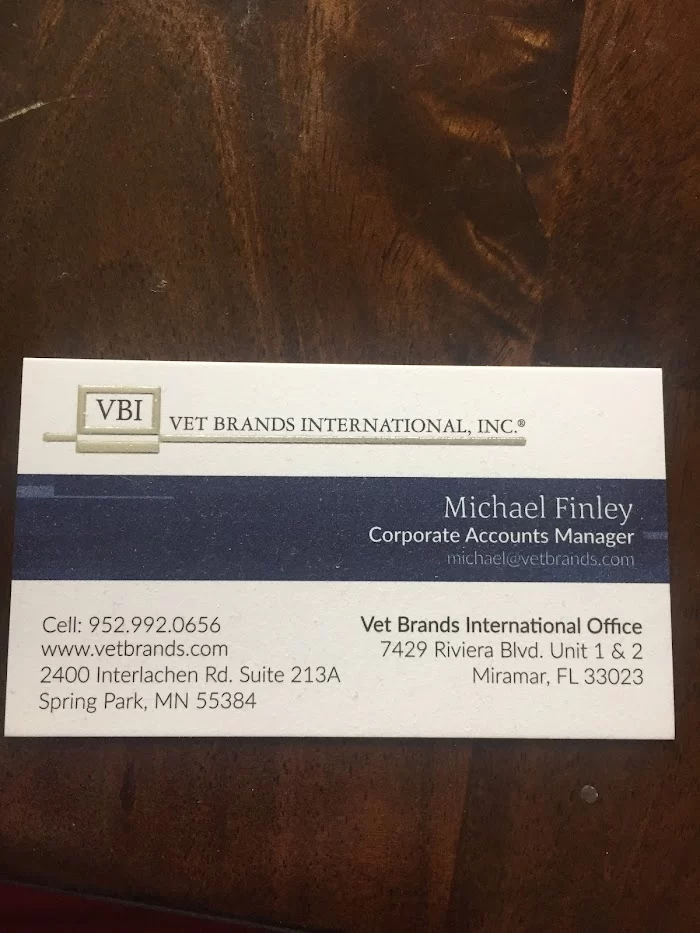 VBI VET BRANDS INTERNATIONAL, INC.®
Michael Finley
Corporate Accounts Manager
michael@vetbrands.com
Cell: 952.992.0656
www.vetbrands.com
2400 Interlachen Rd. Suite 213A
Spring Park, MN 55384
Vet Brands International Office
7429 Riviera Blvd. Unit 1 & 2
Miramar, FL 33023